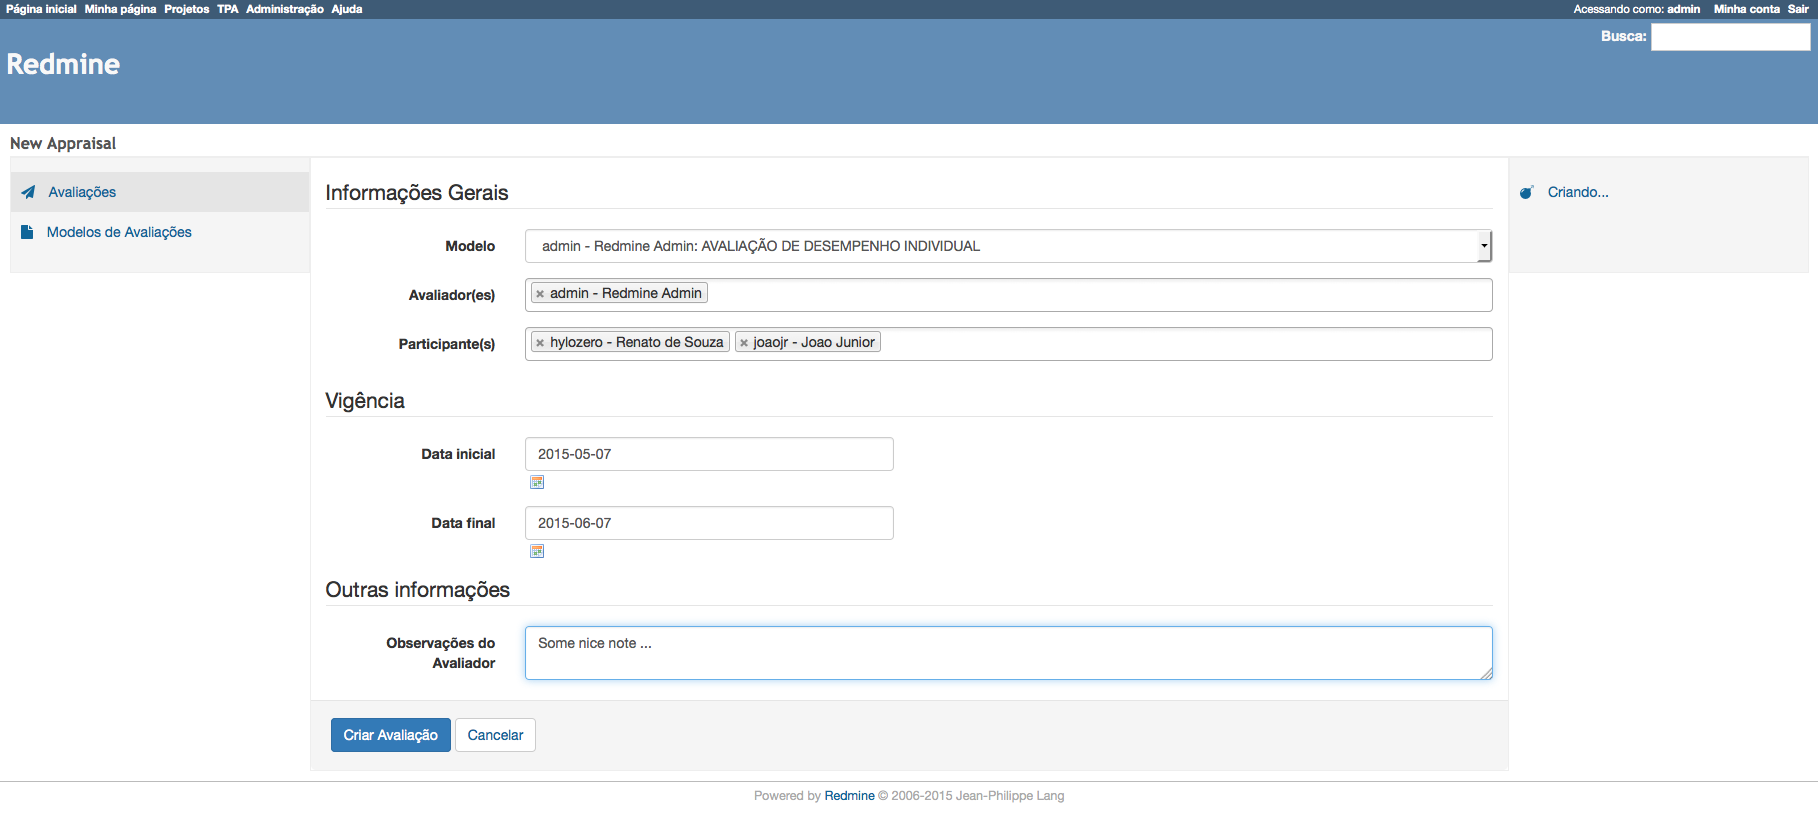 Página inicial Minha página Projetos TPA Administração Ajuda Acessando como: admin Minha conta Sair
Busca:
Redmine
New Appraisal
Avaliações
Modelos de Avaliações
Informações Gerais
Modelo admin - Redmine Admin: AVALIAÇÃO DE DESEMPENHO INDIVIDUAL
Avaliador(es) × admin - Redmine Admin
Participante(s) × hylozero - Renato de Souza × joaojr - Joao Junior
Vigência
Data inicial 2015-05-07
Data final 2015-06-07
Outras informações
Observações do Avaliador Some nice note ...
Criar Avaliação Cancelar
Criando...
Powered by Redmine © 2006-2015 Jean-Philippe Lang